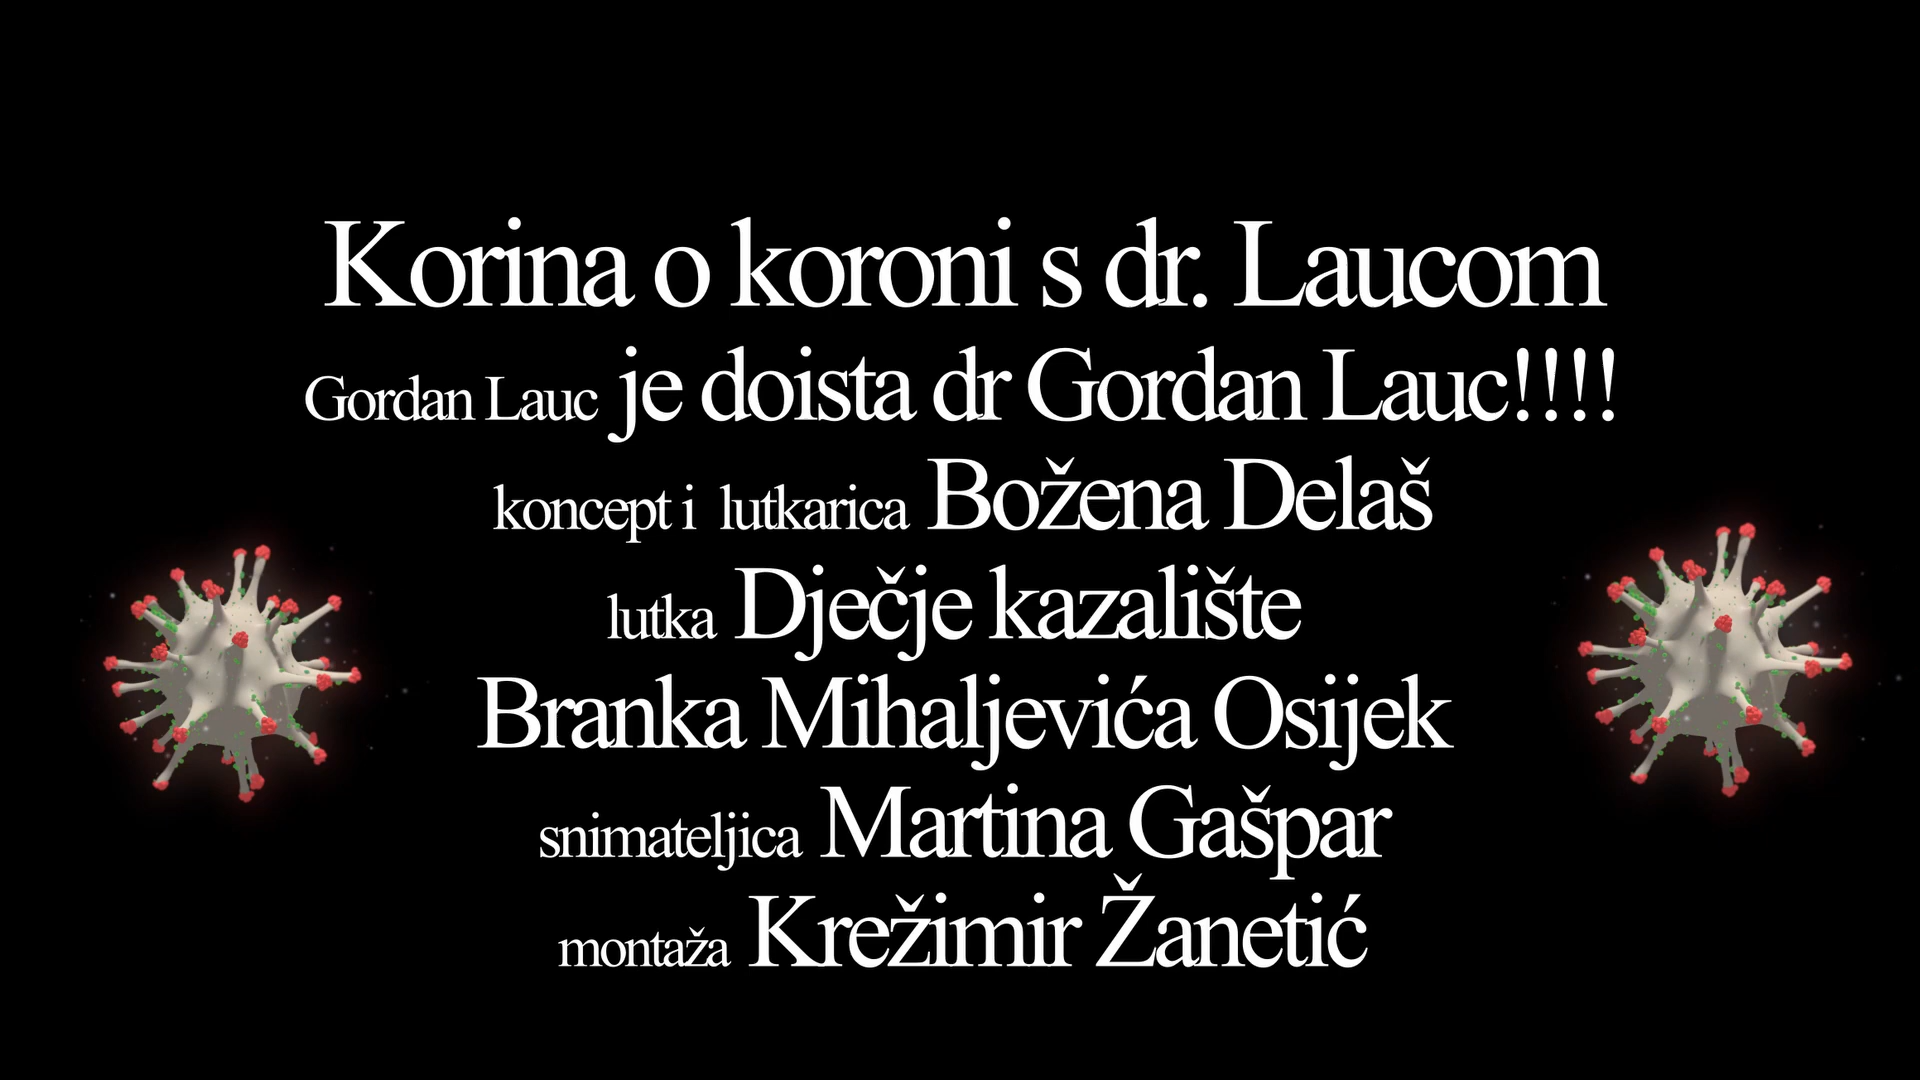 Korina o koroni s dr. Laucom
Gordan Lauc je doista dr Gordan Lauc!!!!
koncept i lutkarica Božena Delaš
lutka Dječje kazalište
Branka Mihaljevića Osijek
snimateljica Martina Gašpar
montaža Krežimir Žanetić